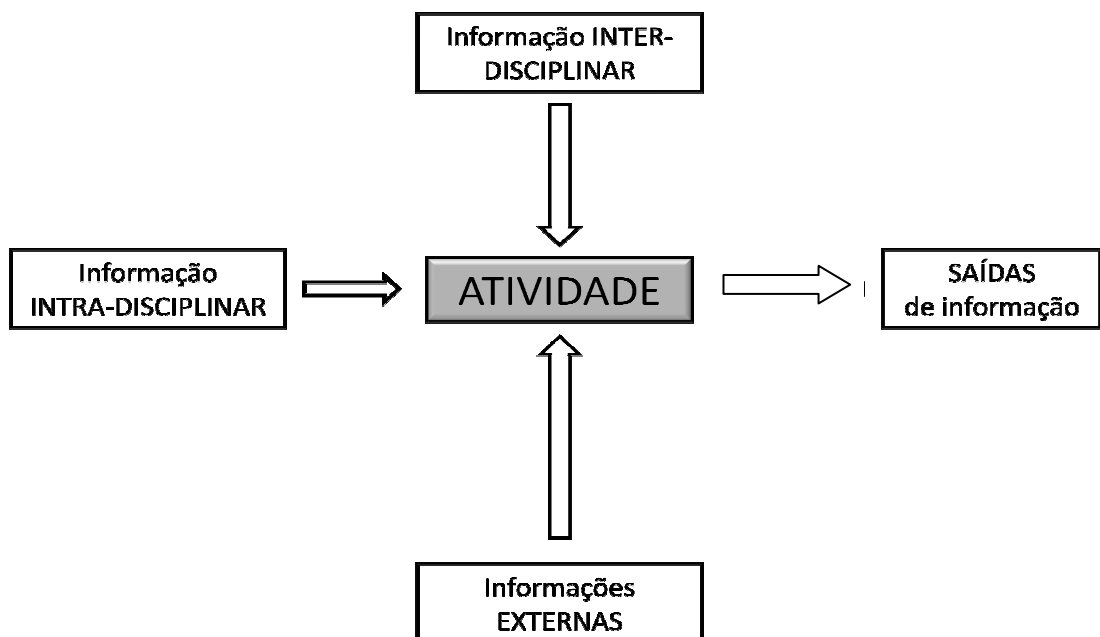 Informação INTER-
DISCIPLINAR
Informação
INTRA-DISCIPLINAR
ATIVIDADE
SAÍDAS
de informação
Informações
EXTERNAS